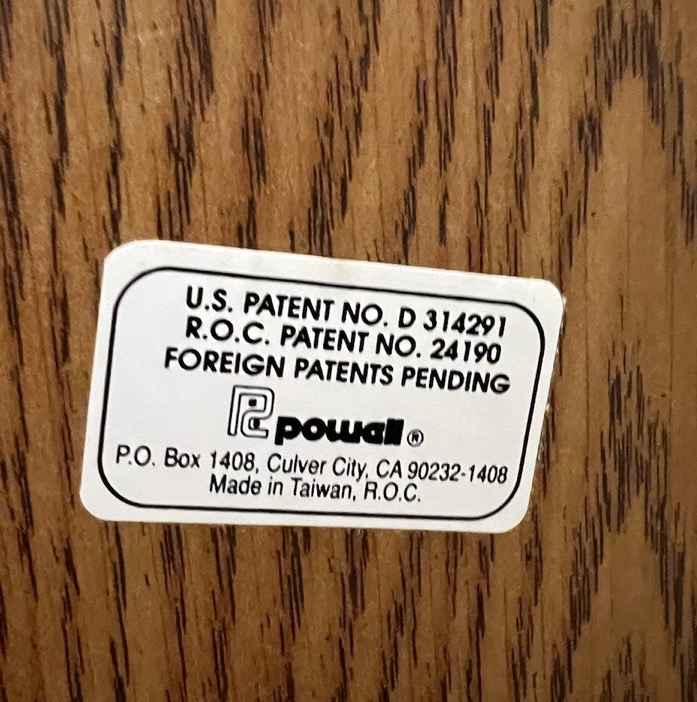 U.S. PATENT NO. D 314291
R.O.C. PATENT NO. 24190
FOREIGN PATENTS PENDING
powell ®
P.O. Box 1408, Culver City, CA 90232-1408
Made in Taiwan, R.O.C.